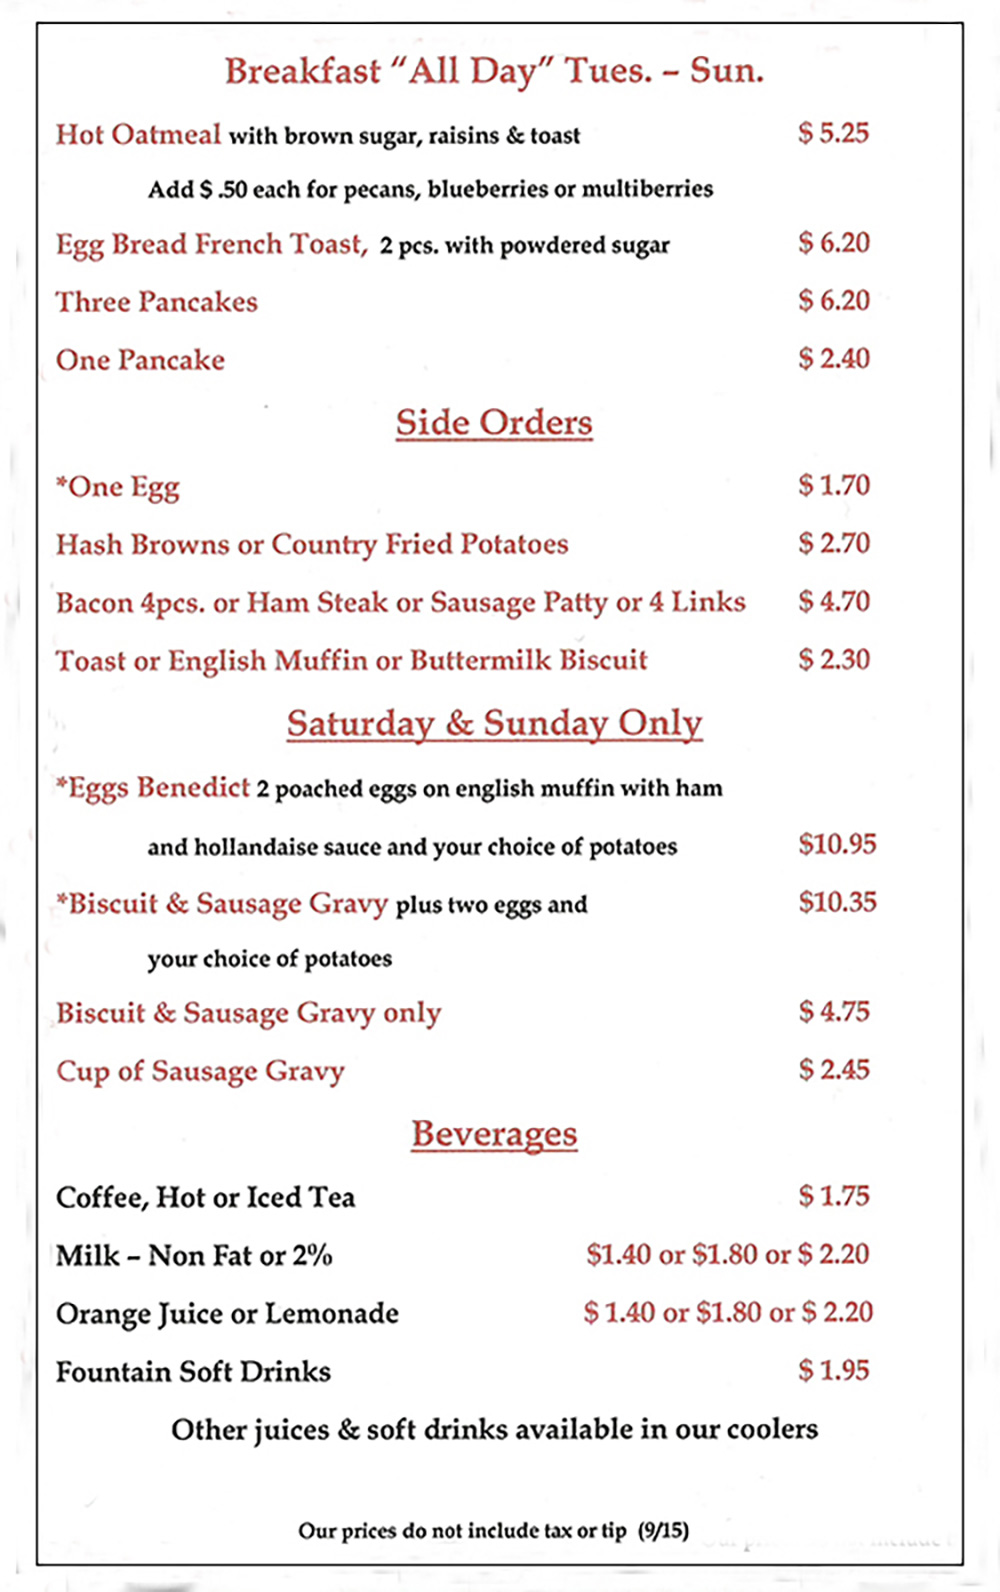 Breakfast “All Day” Tues. – Sun.
Hot Oatmeal with brown sugar, raisins & toast $ 5.25
Add $ .50 each for pecans, blueberries or multiberries
Egg Bread French Toast, 2 pcs. with powdered sugar $ 6.20
Three Pancakes $ 6.20
One Pancake $ 2.40
Side Orders
*One Egg $ 1.70
Hash Browns or Country Fried Potatoes $ 2.70
Bacon 4pcs. or Ham Steak or Sausage Patty or 4 Links $ 4.70
Toast or English Muffin or Buttermilk Biscuit $ 2.30
Saturday & Sunday Only
*Eggs Benedict 2 poached eggs on english muffin with ham
and hollandaise sauce and your choice of potatoes $10.95
*Biscuit & Sausage Gravy plus two eggs and $10.35
your choice of potatoes
Biscuit & Sausage Gravy only $ 4.75
Cup of Sausage Gravy $ 2.45
Beverages
Coffee, Hot or Iced Tea $ 1.75
Milk – Non Fat or 2% $1.40 or $1.80 or $ 2.20
Orange Juice or Lemonade $ 1.40 or $1.80 or $ 2.20
Fountain Soft Drinks $ 1.95
Other juices & soft drinks available in our coolers
Our prices do not include tax or tip (9/15)